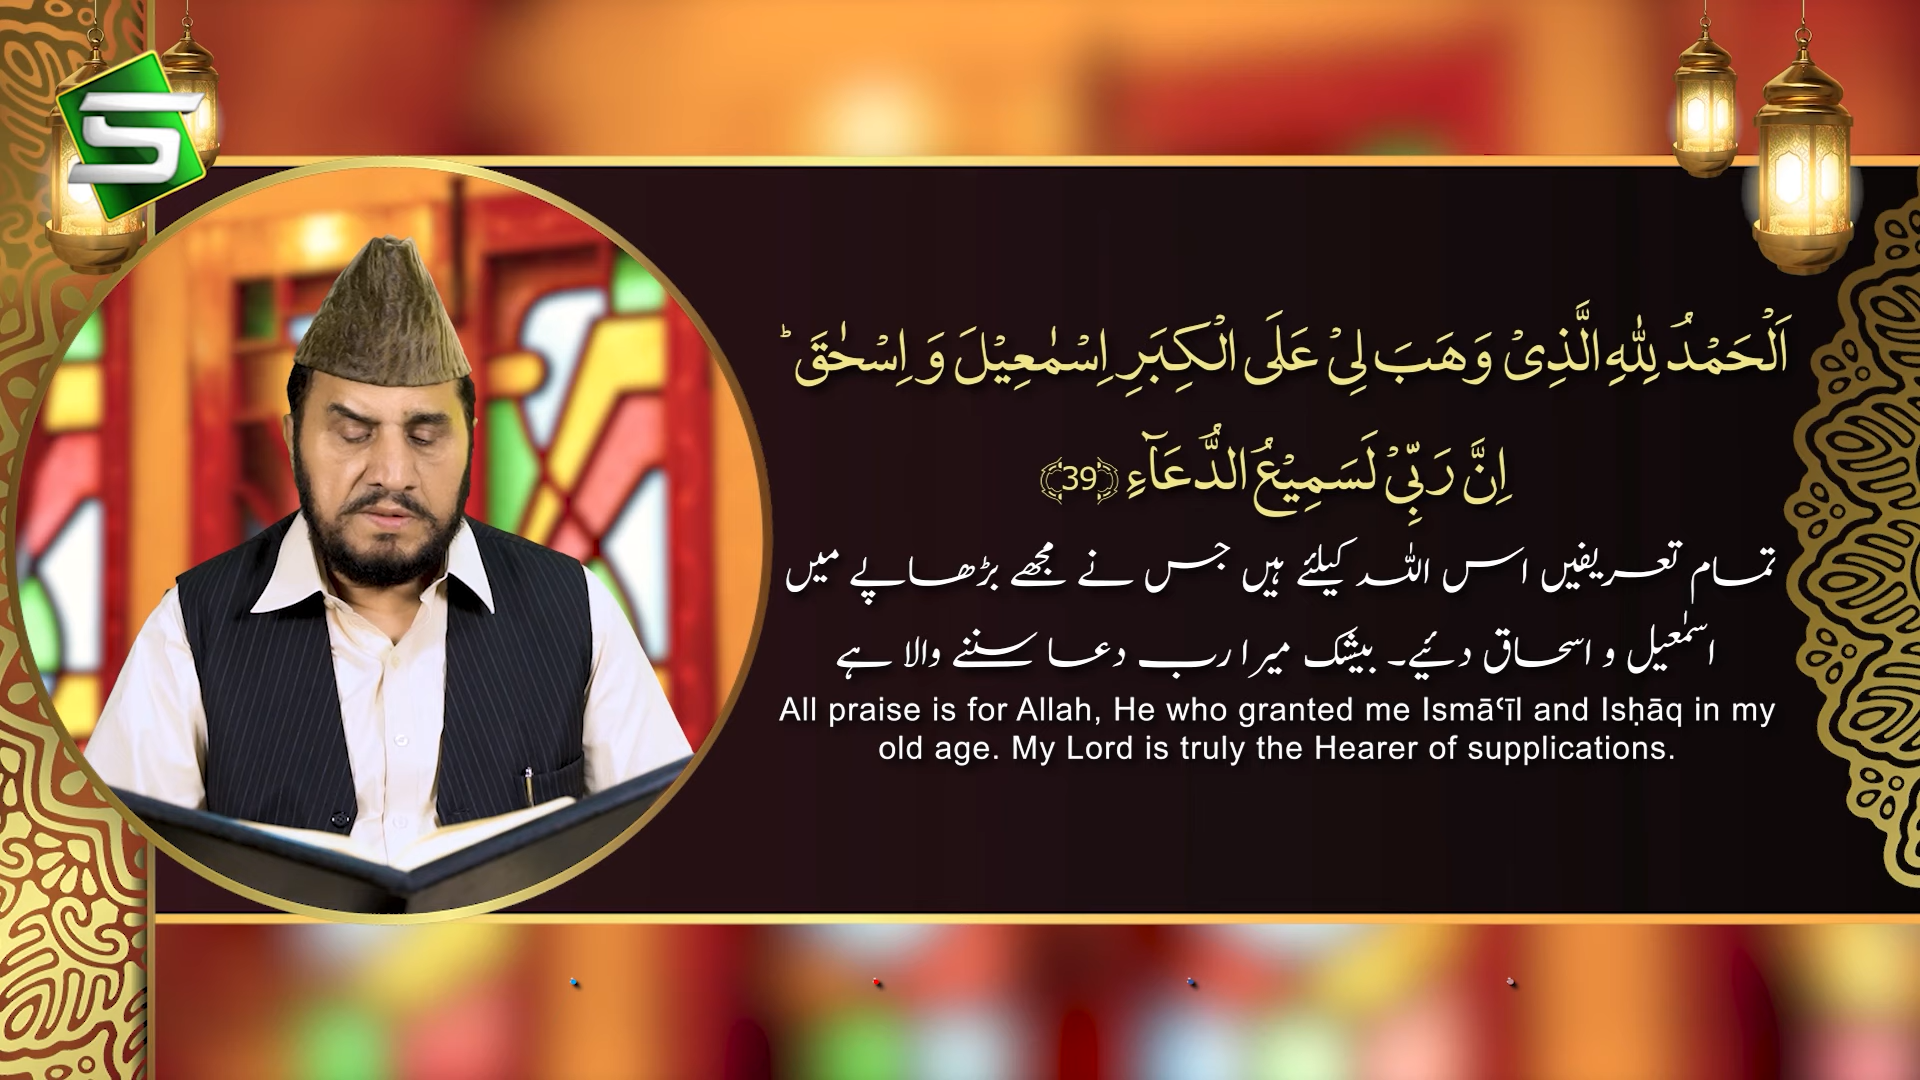 S
اَلْحَمْدُ لِلّٰهِ الَّذِیْ وَهَبَ لِیْ عَلَى الْكِبَرِ اِسْمٰعِیْلَ وَ اِسْحٰقَ ؕ
اِنَّ رَبِّیْ لَسَمِیْعُ الدُّعَآءِ ﴿39﴾
تمام تعریفیں اس اللہ کیلئے ہیں جس نے مجھے بڑھاپے میں
اسمٰعیل و اسحاق دئیے۔ بیشک میرا رب دعا سننے والا ہے
All praise is for Allah, He who granted me Ismāʿīl and Isḥāq in my
old age. My Lord is truly the Hearer of supplications.